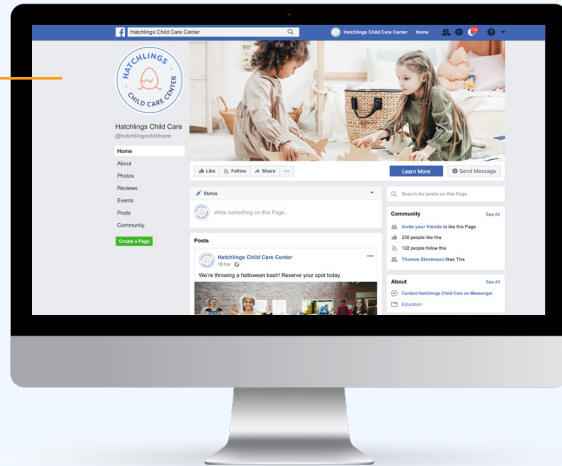 Hatchlings Child Care Center
Hatchlings Child Care Center Home
HATCHLINGS
CHILD CARE CENTER
Hatchlings Child Care
@hatchlingschildcare
Home
About
Photos
Reviews
Events
Posts
Community
Create a Page
Like Follow Share
Learn More
Send Message
Status
Write something on this Page...
Posts
Hatchlings Child Care Center
18 hrs
We're throwing a halloween bash! Reserve your spot today.
Search for posts on this Page
Community See All
Invite your friends to like this Page
230 people like this
122 people follow this
Thomas Stevenson likes This
About See All
Contact Hatchlings Child Care on Messenger
Education